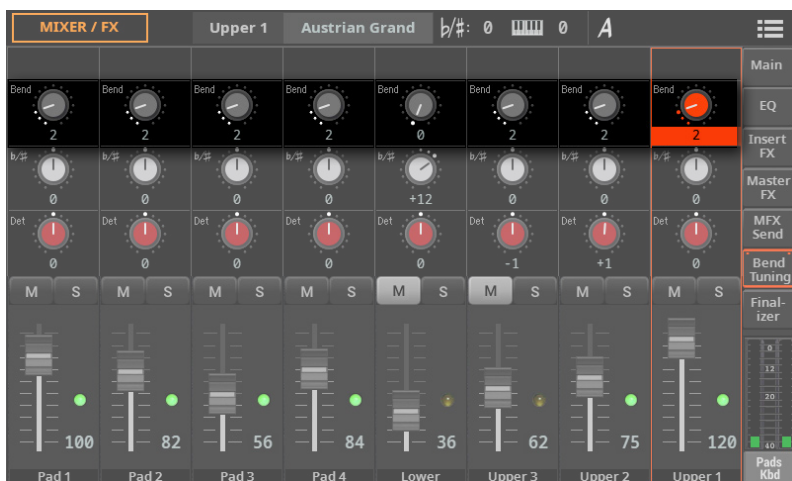 MIXER / FX Upper 1 Austrian Grand ♭/♯: 0 0 A
Main
Bend Bend Bend Bend Bend Bend Bend Bend
2 2 2 2 0 2 2 2
EQ
Insert
FX
♭/♯ ♭/♯ ♭/♯ ♭/♯ ♭/♯ ♭/♯ ♭/♯ ♭/♯
0 0 0 0 +12 0 0 0
Master
FX
Det Det Det Det Det Det Det Det
0 0 0 0 0 -1 +1 0
MFX
Send
Bend
Tuning
M S M S M S M S M S M S M S M S
Final-
izer
0
12
20
40
100 82 56 84 36 62 75 120
Pad 1 Pad 2 Pad 3 Pad 4 Lower Upper 3 Upper 2 Upper 1
Pads
Kbd